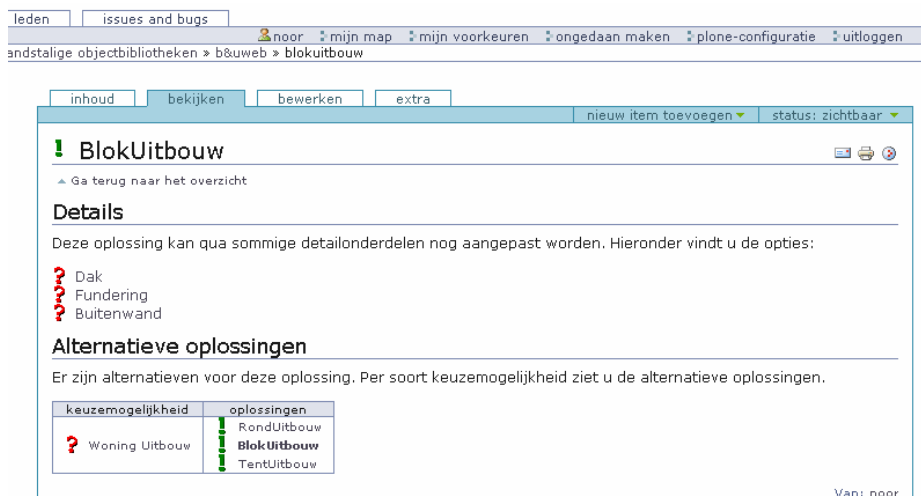 leden issues and bugs
noor mijn map mijn voorkeuren ongedaan maken plone-configuratie uitloggen
andstalige objectbibliotheken » b&uweb » blokuitbouw
inhoud bekijken bewerken extra
nieuw item toevoegen status: zichtbaar
BlokUitbouw
Ga terug naar het overzicht
Details
Deze oplossing kan qua sommige detailonderdelen nog aangepast worden. Hieronder vindt u de opties:
? Dak
? Fundering
? Buitenwand
Alternatieve oplossingen
Er zijn alternatieven voor deze oplossing. Per soort keuzemogelijkheid ziet u de alternatieve oplossingen.
keuzemogelijkheid oplossingen
! RondUitbouw
? Woning Uitbouw ! BlokUitbouw
! TentUitbouw
Van: noor